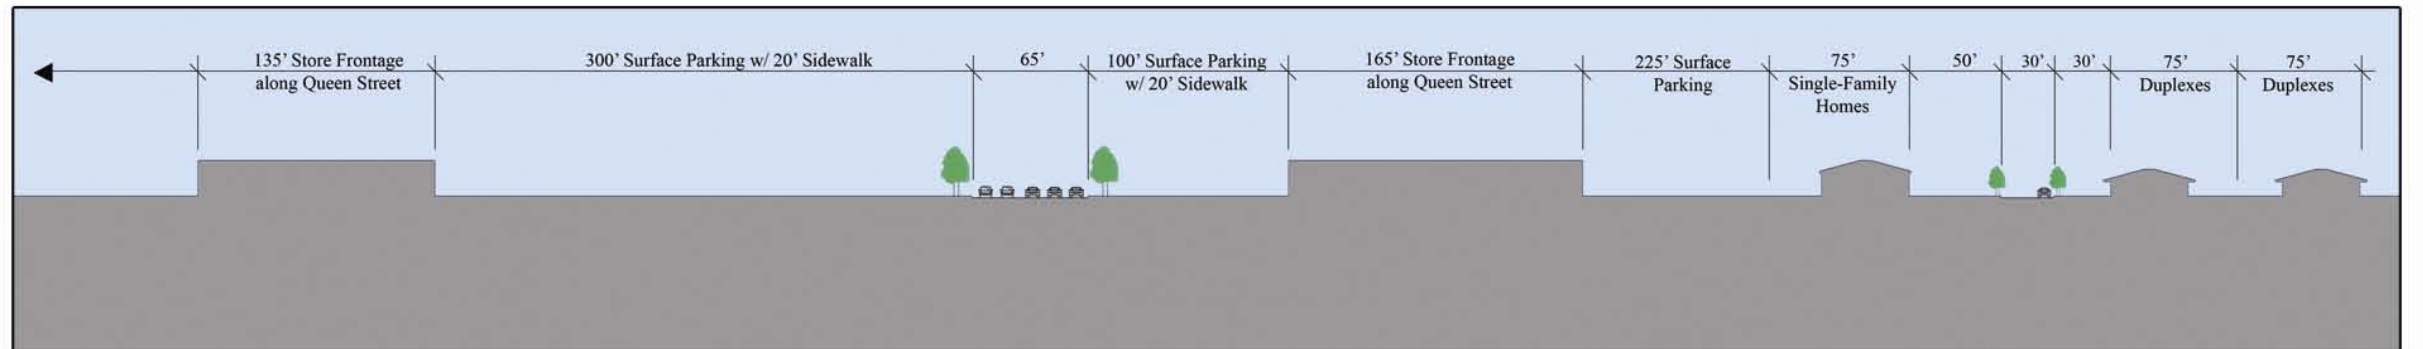 135’ Store Frontage
along Queen Street
300’ Surface Parking w/ 20’ Sidewalk
65’
100’ Surface Parking
w/ 20’ Sidewalk
165’ Store Frontage
along Queen Street
225’ Surface
Parking
75’
Single-Family
Homes
50’
30’
30’
75’
Duplexes
75’
Duplexes